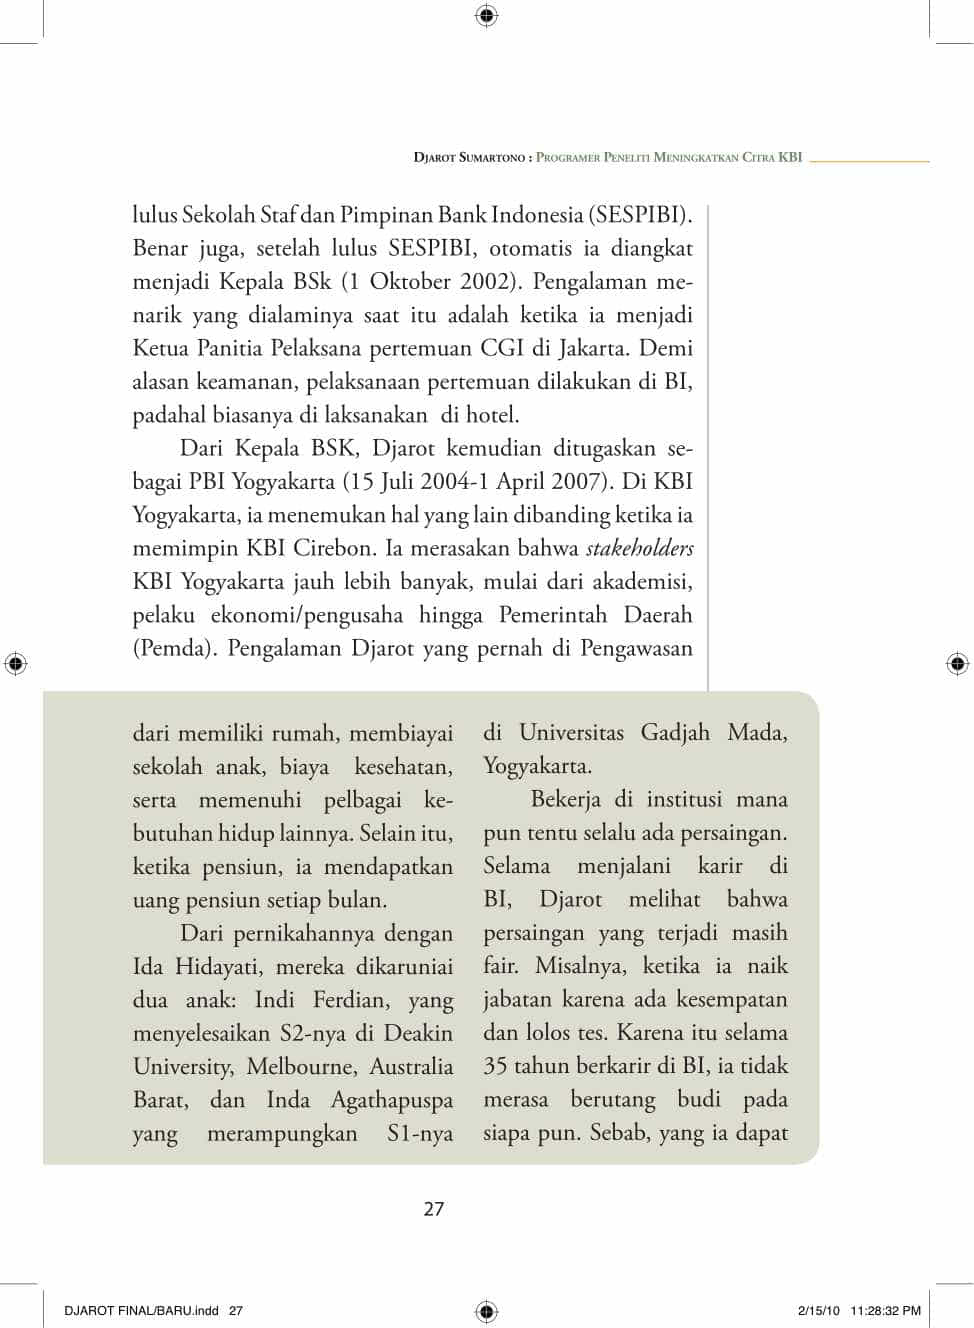 Djarot Sumartono : Programer Peneliti Meningkatkan Citra KBI
lulus Sekolah Staf dan Pimpinan Bank Indonesia (SESPIBI).
Benar juga, setelah lulus SESPIBI, otomatis ia diangkat
menjadi Kepala BSk (1 Oktober 2002). Pengalaman me-
narik yang dialaminya saat itu adalah ketika ia menjadi
Ketua Panitia Pelaksana pertemuan CGI di Jakarta. Demi
alasan keamanan, pelaksanaan pertemuan dilakukan di BI,
padahal biasanya di laksanakan  di hotel.
Dari Kepala BSK, Djarot kemudian ditugaskan se-
bagai PBI Yogyakarta (15 Juli 2004-1 April 2007). Di KBI
Yogyakarta, ia menemukan hal yang lain dibanding ketika ia
memimpin KBI Cirebon. Ia merasakan bahwa stakeholders
KBI Yogyakarta jauh lebih banyak, mulai dari akademisi,
pelaku ekonomi/pengusaha hingga Pemerintah Daerah
(Pemda). Pengalaman Djarot yang pernah di Pengawasan
dari memiliki rumah, membiayai
sekolah anak, biaya  kesehatan,
serta memenuhi pelbagai ke-
butuhan hidup lainnya. Selain itu,
ketika pensiun, ia mendapatkan
uang pensiun setiap bulan.
Dari pernikahannya dengan
Ida Hidayati, mereka dikaruniai
dua anak: Indi Ferdian, yang
menyelesaikan S2-nya di Deakin
University, Melbourne, Australia
Barat, dan Inda Agathapuspa
yang merampungkan S1-nya
di Universitas Gadjah Mada,
Yogyakarta.
Bekerja di institusi mana
pun tentu selalu ada persaingan.
Selama menjalani karir di
BI, Djarot melihat bahwa
persaingan yang terjadi masih
fair. Misalnya, ketika ia naik
jabatan karena ada kesempatan
dan lolos tes. Karena itu selama
35 tahun berkarir di BI, ia tidak
merasa berutang budi pada
siapa pun. Sebab, yang ia dapat
27
DJAROT FINAL/BARU.indd   27
2/15/10   11:28:32 PM